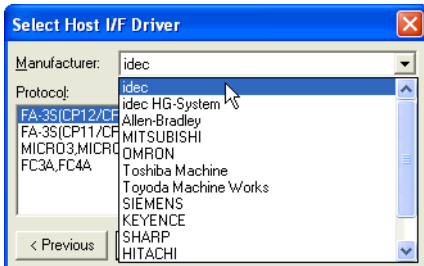 Select Host I/F Driver
Manufacturer:
idec
Protocol:
idec
idec HG-System
Allen-Bradley
MITSUBISHI
OMRON
Toshiba Machine
Toyoda Machine Works
SIEMENS
KEYENCE
SHARP
HITACHI
FA-3S(CP12/CF
FA-3S(CP11/CF
MICRO3,MICRO
FC3A,FC4A
< Previous